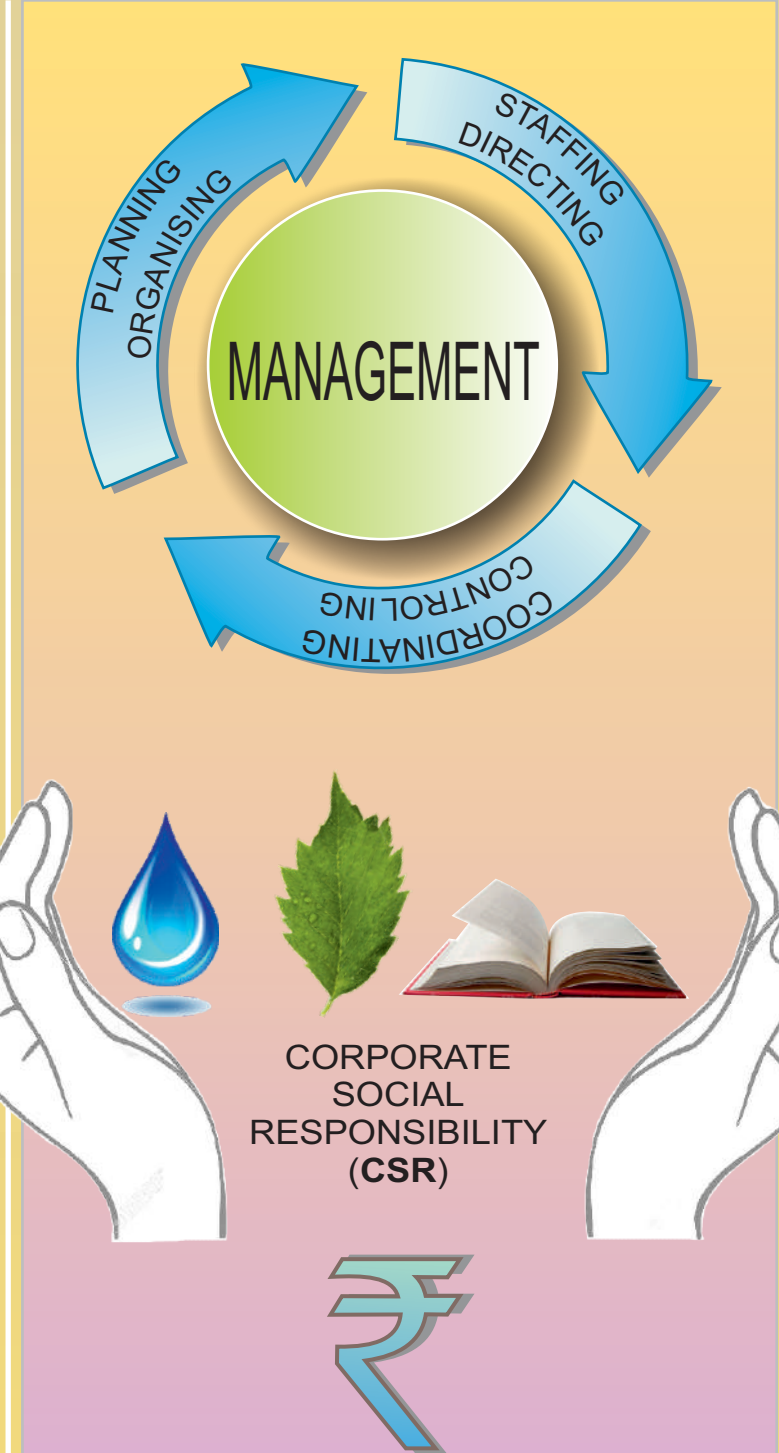 PLANNING
ORGANISING
STAFFING
DIRECTING
MANAGEMENT
COORDINATING
CONTROLING
CORPORATE
SOCIAL
RESPONSIBILITY
(CSR)
₹